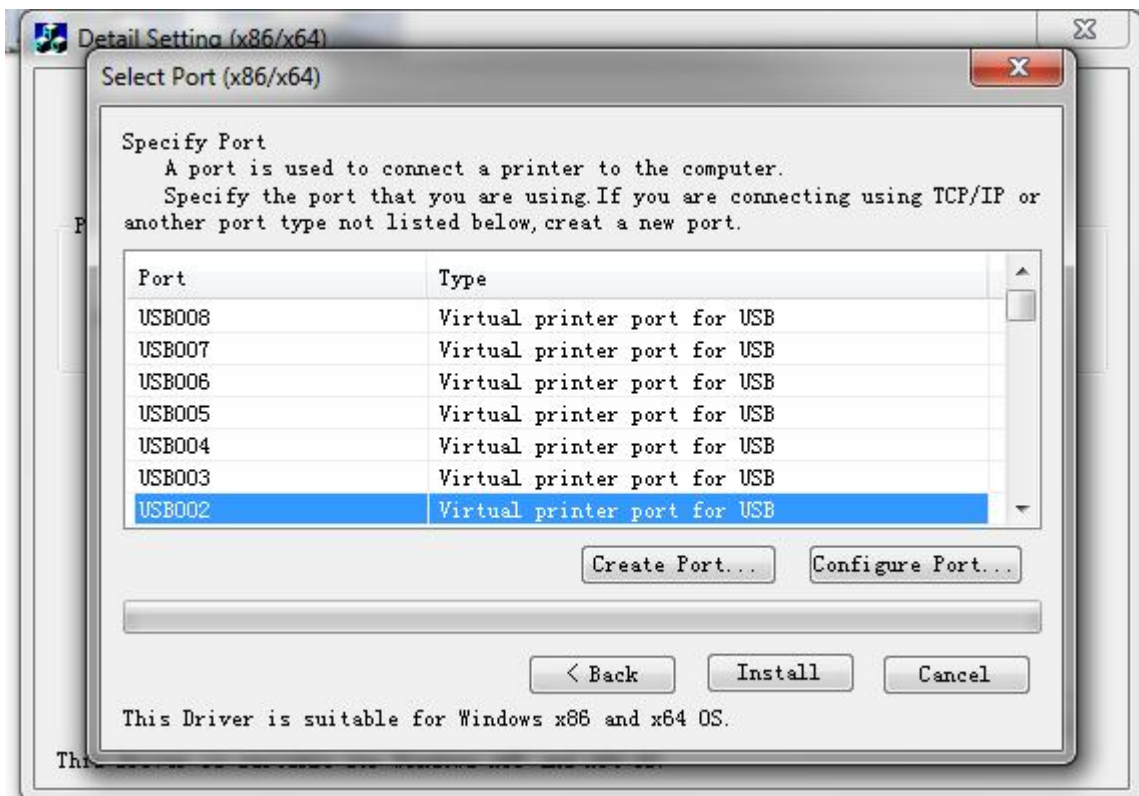 Detail Setting (x86/x64)
Select Port (x86/x64)
Specify Port
A port is used to connect a printer to the computer.
Specify the port that you are using.If you are connecting using TCP/IP or
another port type not listed below,creat a new port.
P
Port Type
USB008 Virtual printer port for USB
USB007 Virtual printer port for USB
USB006 Virtual printer port for USB
USB005 Virtual printer port for USB
USB004 Virtual printer port for USB
USB003 Virtual printer port for USB
USB002 Virtual printer port for USB
Create Port... Configure Port...
< Back Install Cancel
This Driver is suitable for Windows x86 and x64 OS.